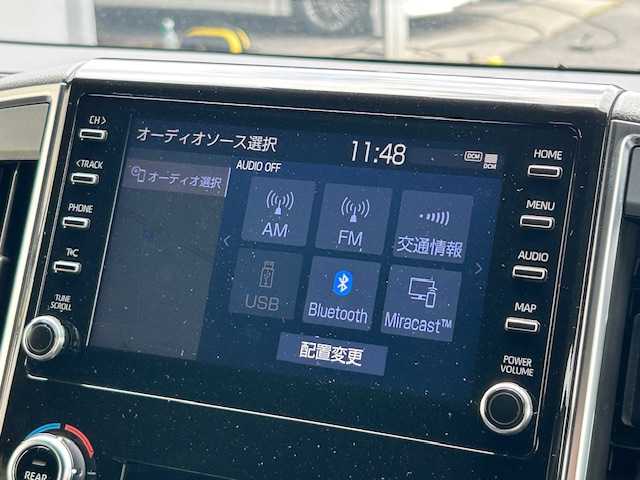 CH>
<TRACK
PHONE
T/C
TUNE
SCROLL
オーディオソース選択
11:48
DCM
DCM
AUDIO OFF
オーディオ選択
AM
FM
交通情報
USB
Bluetooth
Miracast™
配置変更
HOME
MENU
AUDIO
MAP
POWER
VOLUME
REAR